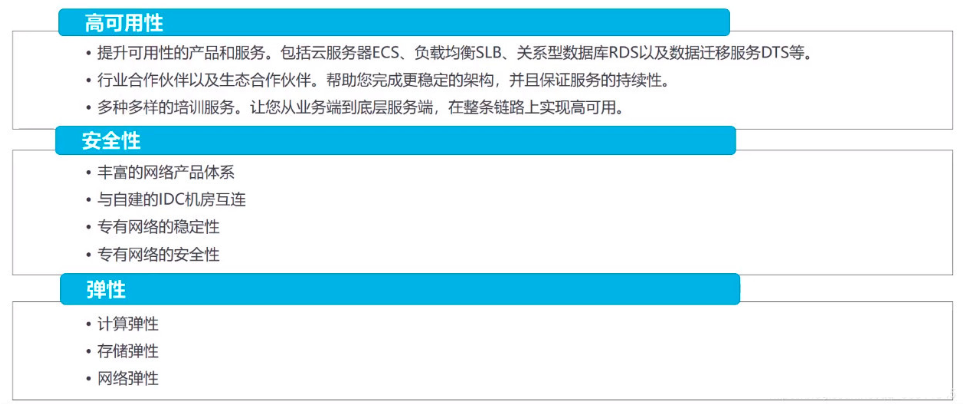 高可用性
• 提升可用性的产品和服务。包括云服务器ECS、负载均衡SLB、关系型数据库RDS以及数据迁移服务DTS等。
• 行业合作伙伴以及生态合作伙伴。帮助您完成更稳定的架构，并且保证服务的持续性。
• 多种多样的培训服务。让您从业务端到底层服务端，在整条链路上实现高可用。
安全性
• 丰富的网络产品体系
• 与自建的IDC机房互连
• 专有网络的稳定性
• 专有网络的安全性
弹性
• 计算弹性
• 存储弹性
• 网络弹性